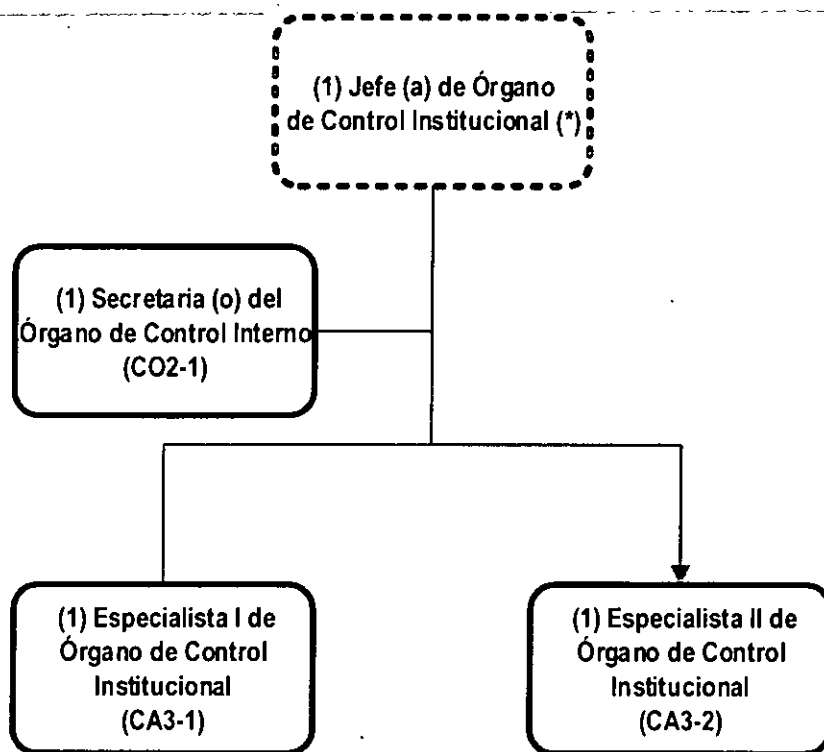 (1) Jefe (a) de Órgano
de Control Institucional (*)
(1) Secretaria (o) del
Órgano de Control Interno
(CO2-1)
(1) Especialista I de
Órgano de Control
Institucional
(CA3-1)
(1) Especialista II de
Órgano de Control
Institucional
(CA3-2)